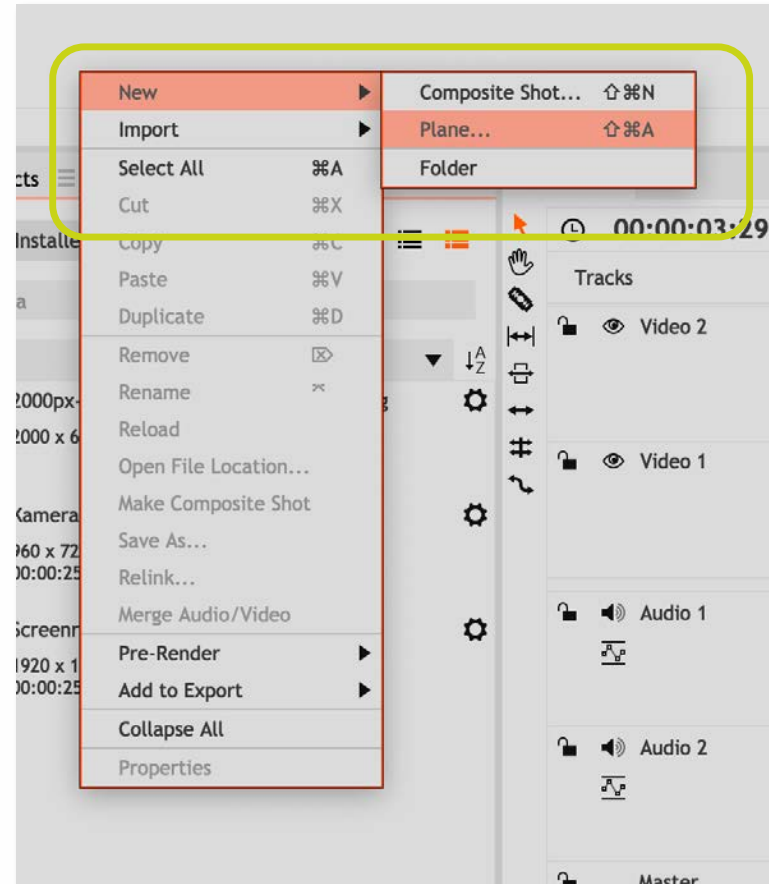 New
Import
Select All ⌘A
Cut ⌘X
Copy ⌘C
Paste ⌘V
Duplicate ⌘D
Remove
Rename
Reload
Open File Location...
Make Composite Shot
Save As...
Relink...
Merge Audio/Video
Pre-Render
Add to Export
Collapse All
Properties
Composite Shot... ⇧⌘N
Plane... ⇧⌘A
Folder
cts
Installe
a
2000px-
g
2000 x 6
Kamera
960 x 72
00:00:25
Screenr
1920 x 1
00:00:25
A
Z
00:00:03:29
Tracks
Video 2
Video 1
Audio 1
Audio 2
Master